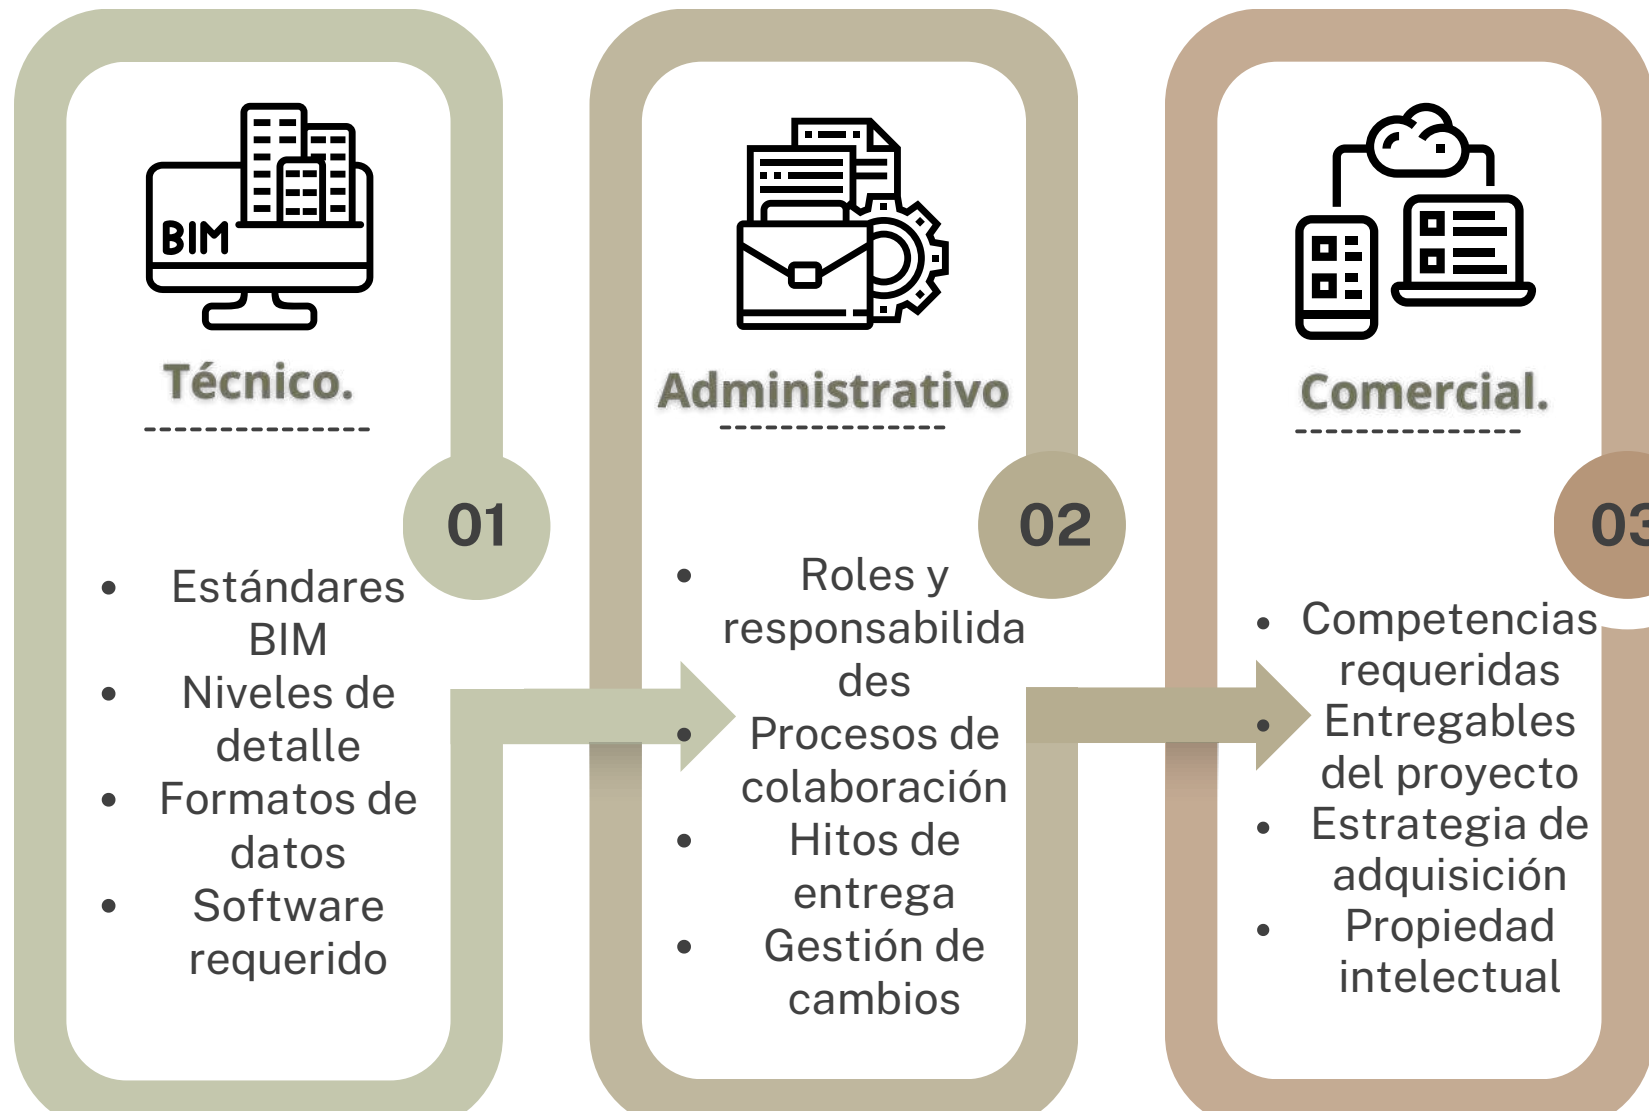 BIM
Técnico.
01
• Estándares
BIM
• Niveles de
detalle
• Formatos de
datos
• Software
requerido
Administrativo
02
• Roles y
responsabilida
des
• Procesos de
colaboración
• Hitos de
entrega
• Gestión de
cambios
Comercial.
03
• Competencias
requeridas
• Entregables
del proyecto
• Estrategia de
adquisición
• Propiedad
intelectual